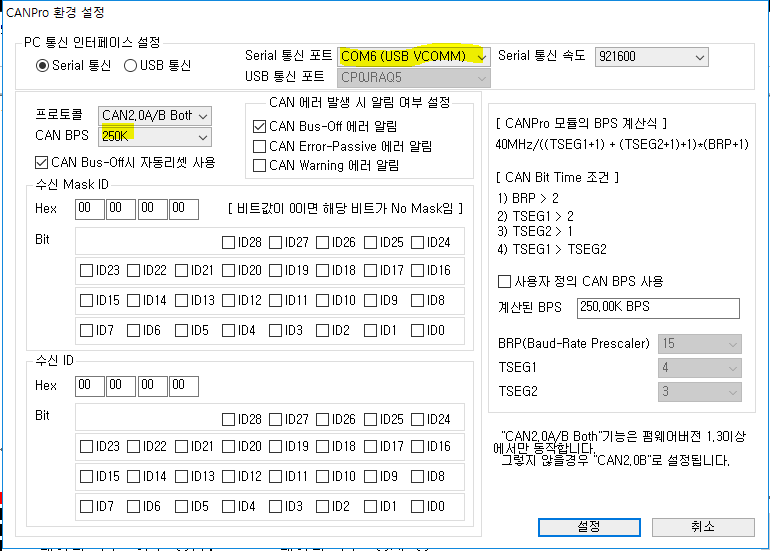 CANPro 환경 설정
PC 통신 인터페이스 설정
Serial 통신
USB 통신
Serial 통신 포트
COM6 (USB VCOMM)
Serial 통신 속도
921600
USB 통신 포트
CP0JRAQ5
프로토콜
CAN2.0A/B Both
CAN BPS
250K
CAN Bus-Off시 자동리셋 사용
CAN 에러 발생 시 알림 여부 설정
CAN Bus-Off 에러 알림
CAN Error-Passive 에러 알림
CAN Warning 에러 알림
수신 Mask ID
Hex 00 00 00 00 [ 비트값이 0이면 해당 비트가 No Mask임 ]
Bit
ID28 ID27 ID26 ID25 ID24
ID23 ID22 ID21 ID20 ID19 ID18 ID17 ID16
ID15 ID14 ID13 ID12 ID11 ID10 ID9 ID8
ID7 ID6 ID5 ID4 ID3 ID2 ID1 ID0
수신 ID
Hex 00 00 00 00
Bit
ID28 ID27 ID26 ID25 ID24
ID23 ID22 ID21 ID20 ID19 ID18 ID17 ID16
ID15 ID14 ID13 ID12 ID11 ID10 ID9 ID8
ID7 ID6 ID5 ID4 ID3 ID2 ID1 ID0
[ CANPro 모듈의 BPS 계산식 ]
40MHz/((TSEG1+1) + (TSEG2+1)+1)*(BRP+1)
[ CAN Bit Time 조건 ]
1) BRP > 2
2) TSEG1 > 2
3) TSEG2 > 1
4) TSEG1 > TSEG2
사용자 정의 CAN BPS 사용
계산된 BPS
250.00K BPS
BRP(Baud-Rate Prescaler)
15
TSEG1
4
TSEG2
3
"CAN2.0A/B Both"기능은 펌웨어버전 1.3이상
에서만 동작합니다.
그렇지 않을경우 "CAN2.0B"로 설정됩니다.
설정
취소